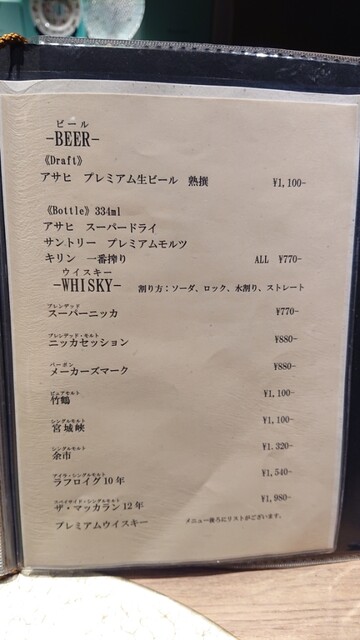 ビール
-BEER-
《Draft》
アサヒ プレミアム生ビール 熟撰 ¥1,100-
《Bottle》334ml
アサヒ スーパードライ
サントリー プレミアムモルツ
キリン 一番搾り ALL ¥770-
ウイスキー
-WHISKY- 割り方：ソーダ、ロック、水割り、ストレート
ブレンデッド
スーパーニッカ ¥770-
ブレンデッド・モルト
ニッカセッション ¥880-
バーボン
メーカーズマーク ¥880-
ピュアモルト
竹鶴 ¥1,100-
シングルモルト
宮城峡 ¥1,100-
シングルモルト
余市 ¥1.320-
アイラ・シングルモルト
ラフロイグ10年 ¥1,540-
スペイサイド・シングルモルト
ザ・マッカラン12年 ¥1,980-
プレミアムウイスキー メニュー後ろにリストがございます。